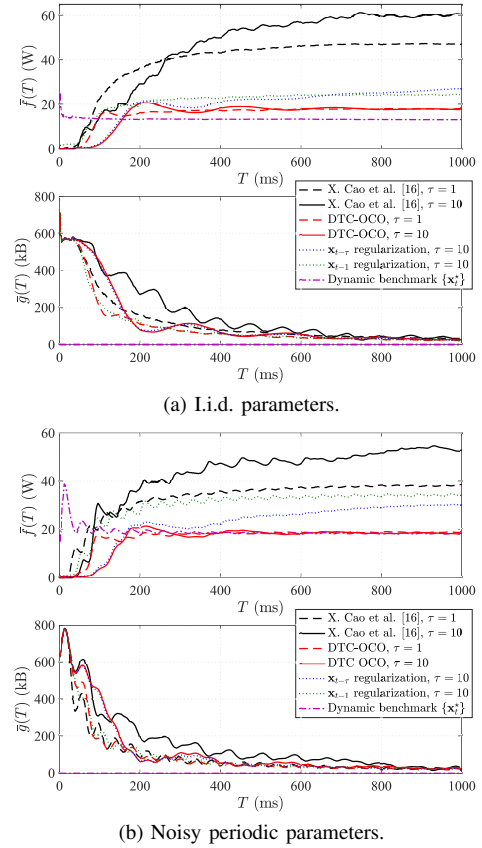 60
40
20
0
f̄(T) (W)
0 200 400 600 800 1000
T (ms)
800
600
400
200
0
ḡ(T) (kB)
X. Cao et al. [16], τ = 1
X. Cao et al. [16], τ = 10
DTC-OCO, τ = 1
DTC-OCO, τ = 10
x_{t−τ} regularization, τ = 10
x_{t−1} regularization, τ = 10
Dynamic benchmark {x*_t}
0 200 400 600 800 1000
T (ms)
(a) I.i.d. parameters.
60
40
20
0
f̄(T) (W)
0 200 400 600 800 1000
T (ms)
800
600
400
200
0
ḡ(T) (kB)
X. Cao et al. [16], τ = 1
X. Cao et al. [16], τ = 10
DTC-OCO, τ = 1
DTC OCO, τ = 10
x_{t−τ} regularization, τ = 10
x_{t−1} regularization, τ = 10
Dynamic benchmark {x*_t}
0 200 400 600 800 1000
T (ms)
(b) Noisy periodic parameters.